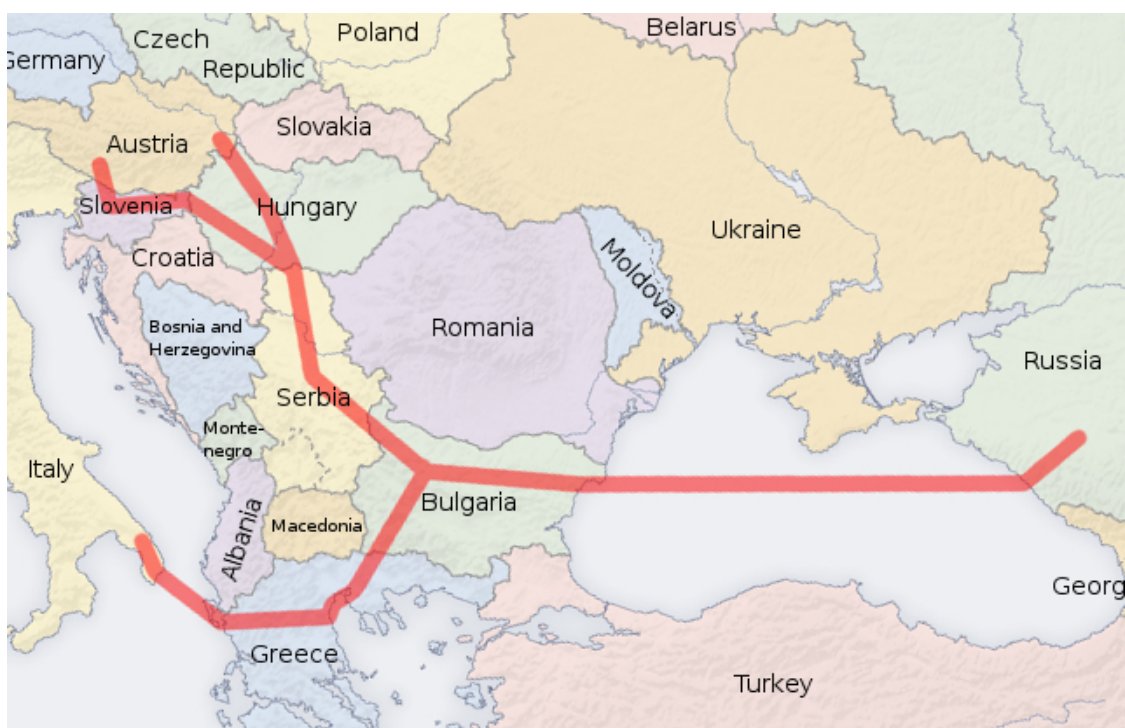 Poland
Belarus
Czech
Republic
Germany
Slovakia
Austria
Slovenia
Hungary
Ukraine
Croatia
Moldova
Bosnia and
Herzegovina
Romania
Russia
Serbia
Monte-
negro
Italy
Bulgaria
Albania
Macedonia
Georg
Greece
Turkey